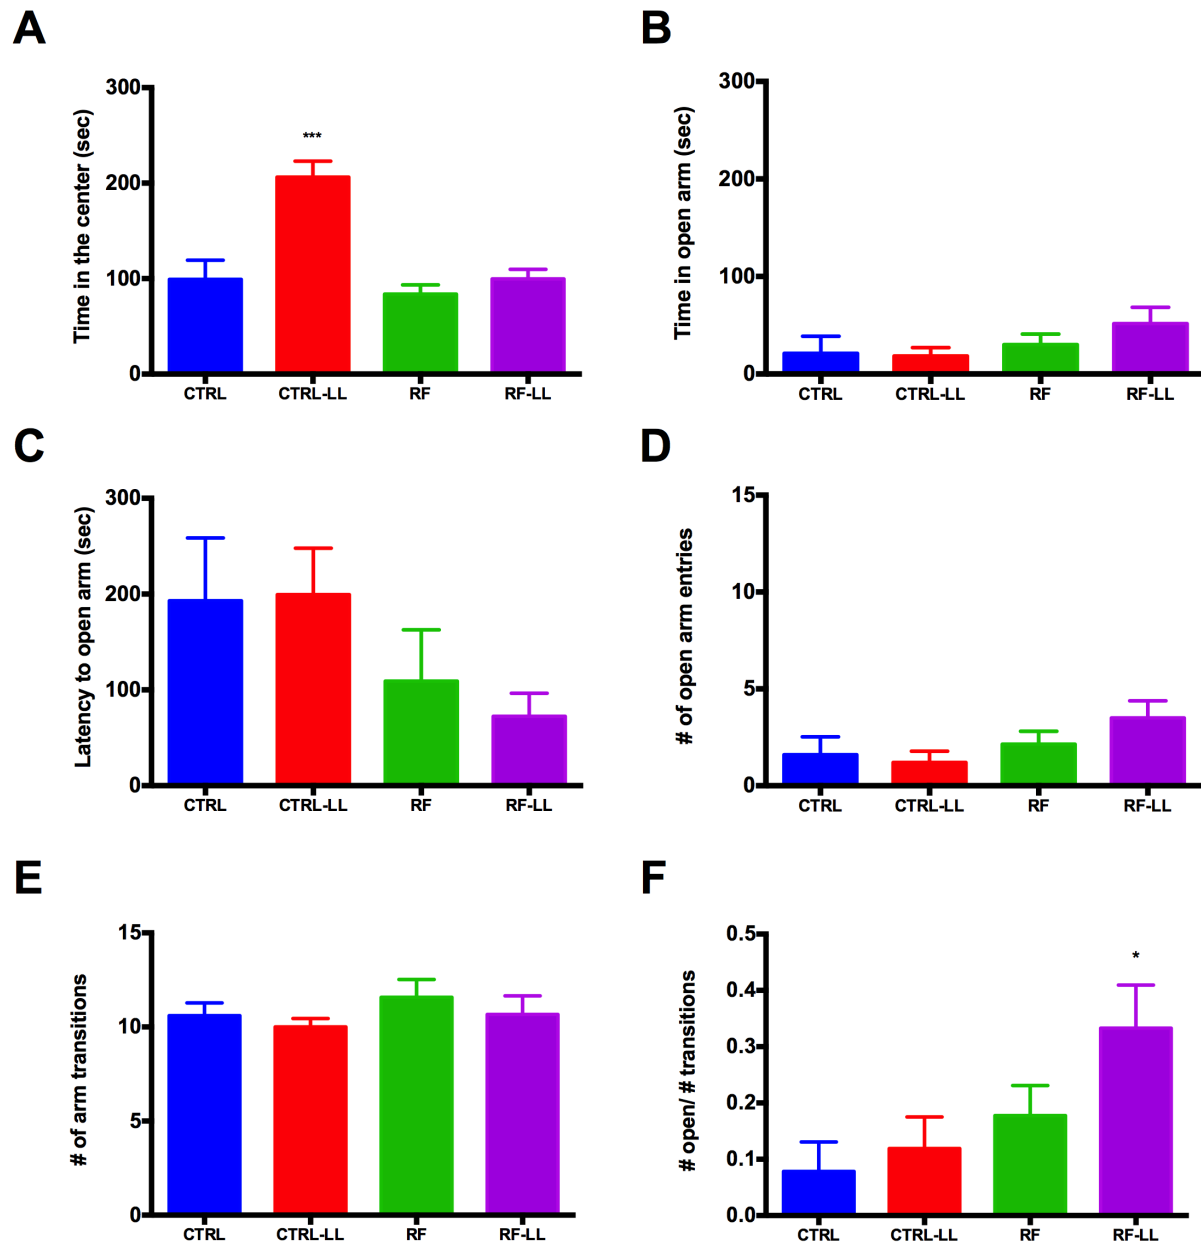 A
Time in the center (sec)
300
200
100
0
***
CTRL CTRL-LL RF RF-LL
B
Time in open arm (sec)
300
200
100
0
CTRL CTRL-LL RF RF-LL
C
Latency to open arm (sec)
300
200
100
0
CTRL CTRL-LL RF RF-LL
D
# of open arm entries
15
10
5
0
CTRL CTRL-LL RF RF-LL
E
# of arm transitions
15
10
5
0
CTRL CTRL-LL RF RF-LL
F
# open/ # transitions
0.5
0.4
0.3
0.2
0.1
0.0
*
CTRL CTRL-LL RF RF-LL